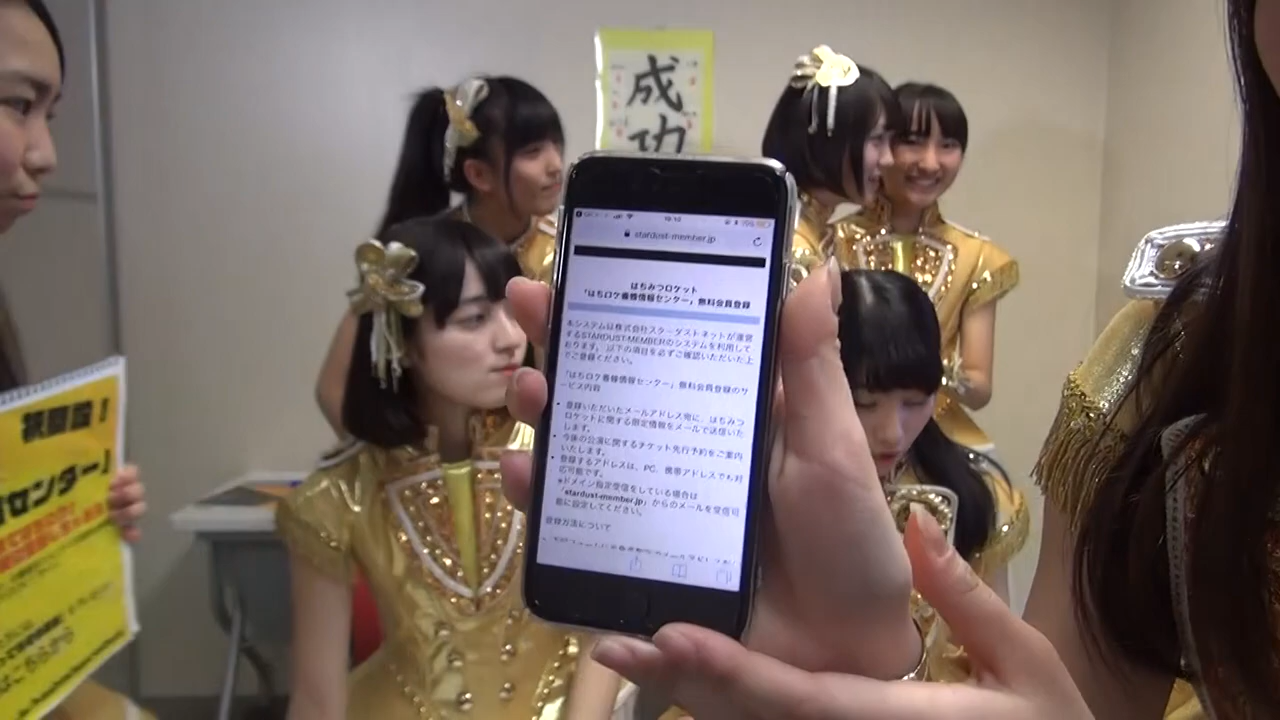 成功
stardust-member.jp
はちみつロケット
「はちロケ番線情報センター」無料会員登録
本システムは株式会社スターダストネットが運営
するSTARDUST-MEMBERのシステムを利用して
おります。以下の項目を必ずご確認いただいた上
でご登録ください。
「はちロケ番線情報センター」無料会員登録のサ
ービス内容
• 登録いただいたメールアドレス宛に、はちみつ
ロケットに関する限定情報をメールで送信いた
します。
• 今後の公演に関するチケット先行予約をご案内
いたします。
• 登録するアドレスは、PC、携帯アドレスでも対
応可能です。
※ドメイン指定受信をしている場合は
「stardust-member.jp」からのメールを受信可
能に設定してください。
登録方法について
祝開設！
センター」
はこちらから